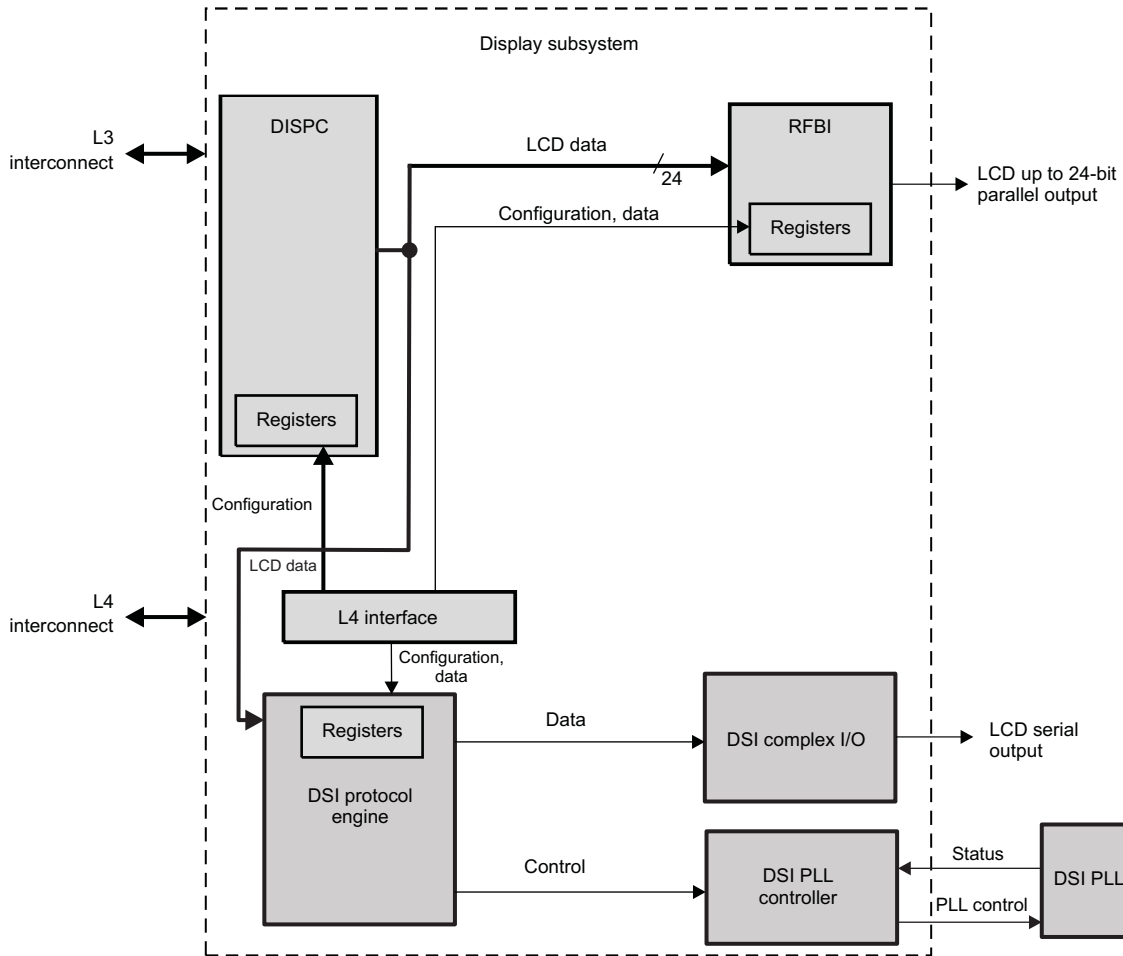 Display subsystem
DISPC
RFBI
L3
interconnect
LCD data
24
LCD up to 24-bit
parallel output
Configuration, data
Registers
Registers
Configuration
LCD data
L4
interconnect
L4 interface
Configuration,
data
Registers
Data
DSI complex I/O
LCD serial
output
DSI protocol
engine
Control
DSI PLL
controller
Status
DSI PLL
PLL control